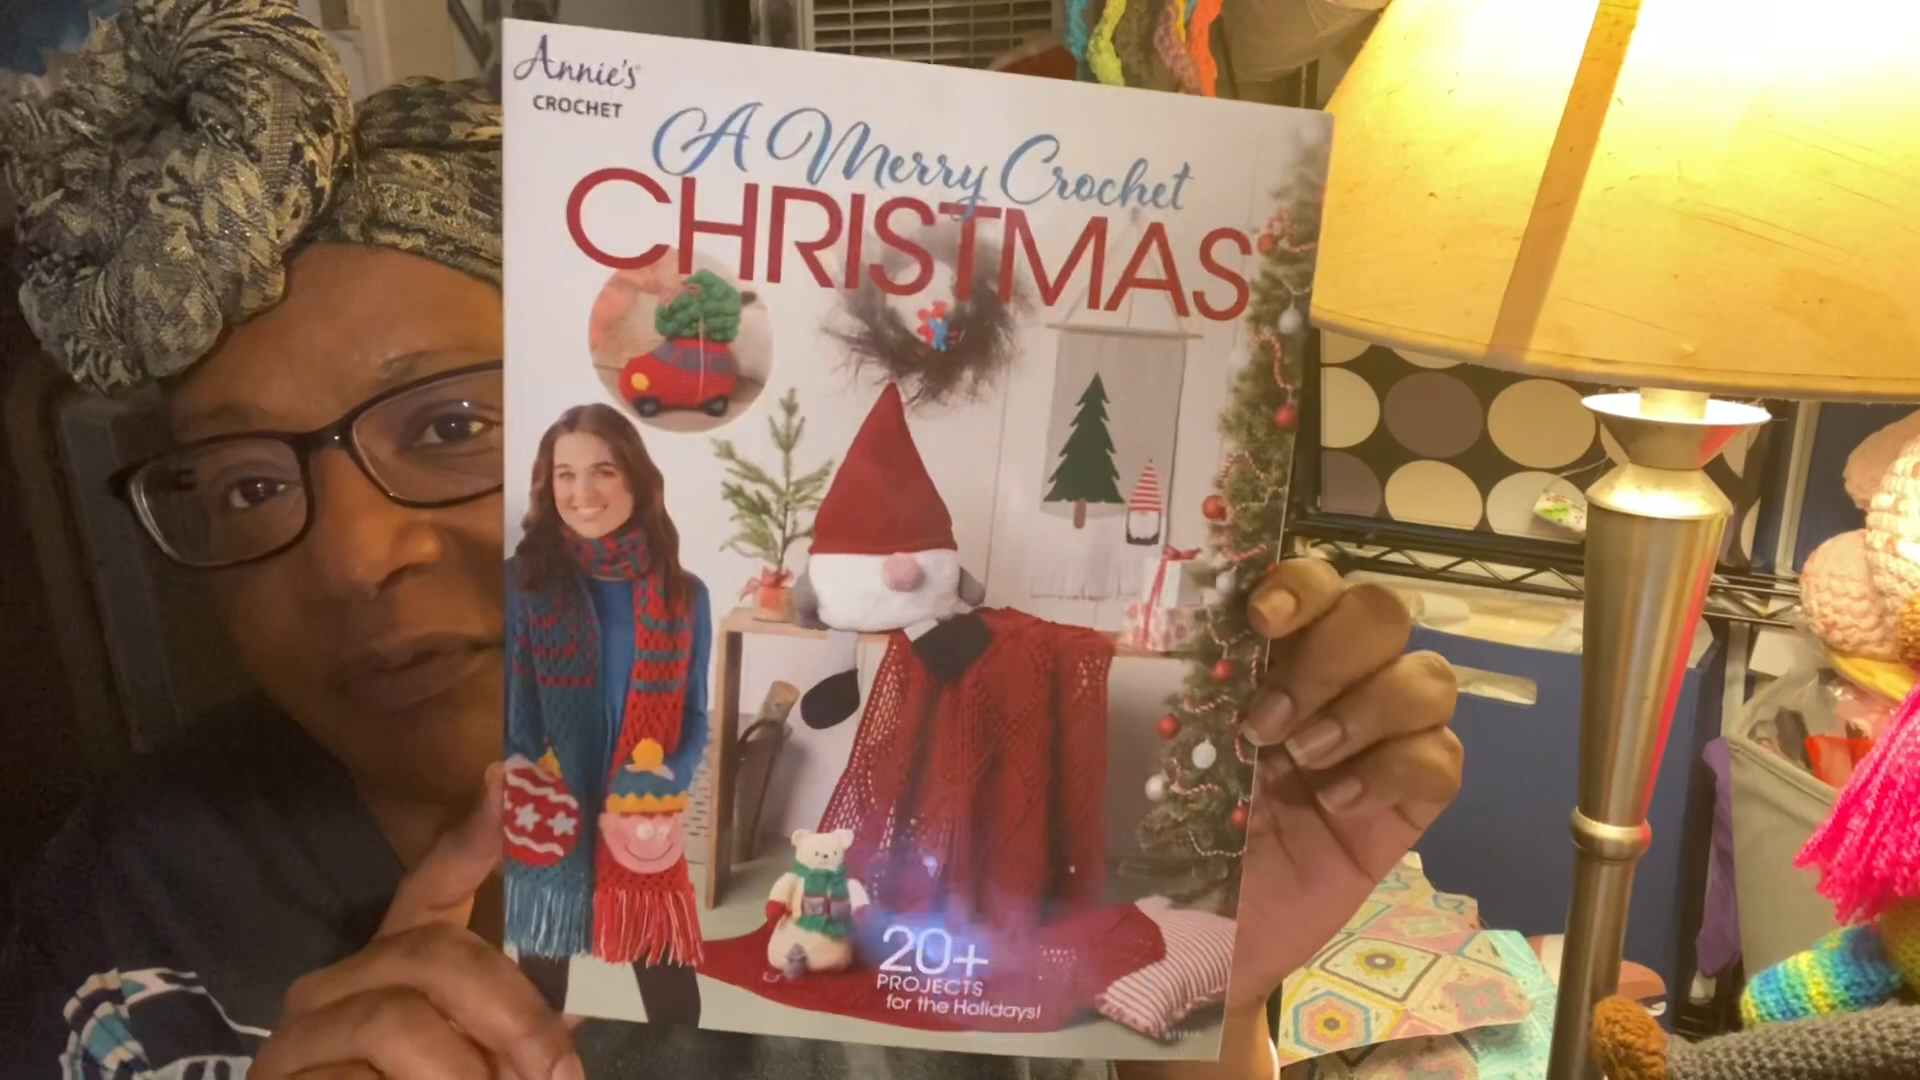 Annie's
CROCHET
A Merry Crochet
CHRISTMAS
20+
PROJECTS
for the Holidays!